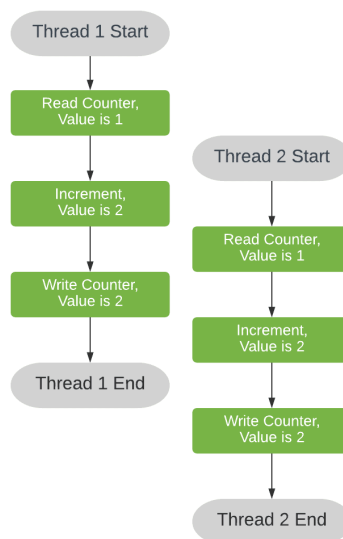 Thread 1 Start
Read Counter,
Value is 1
Increment,
Value is 2
Write Counter,
Value is 2
Thread 1 End
Thread 2 Start
Read Counter,
Value is 1
Increment,
Value is 2
Write Counter,
Value is 2
Thread 2 End